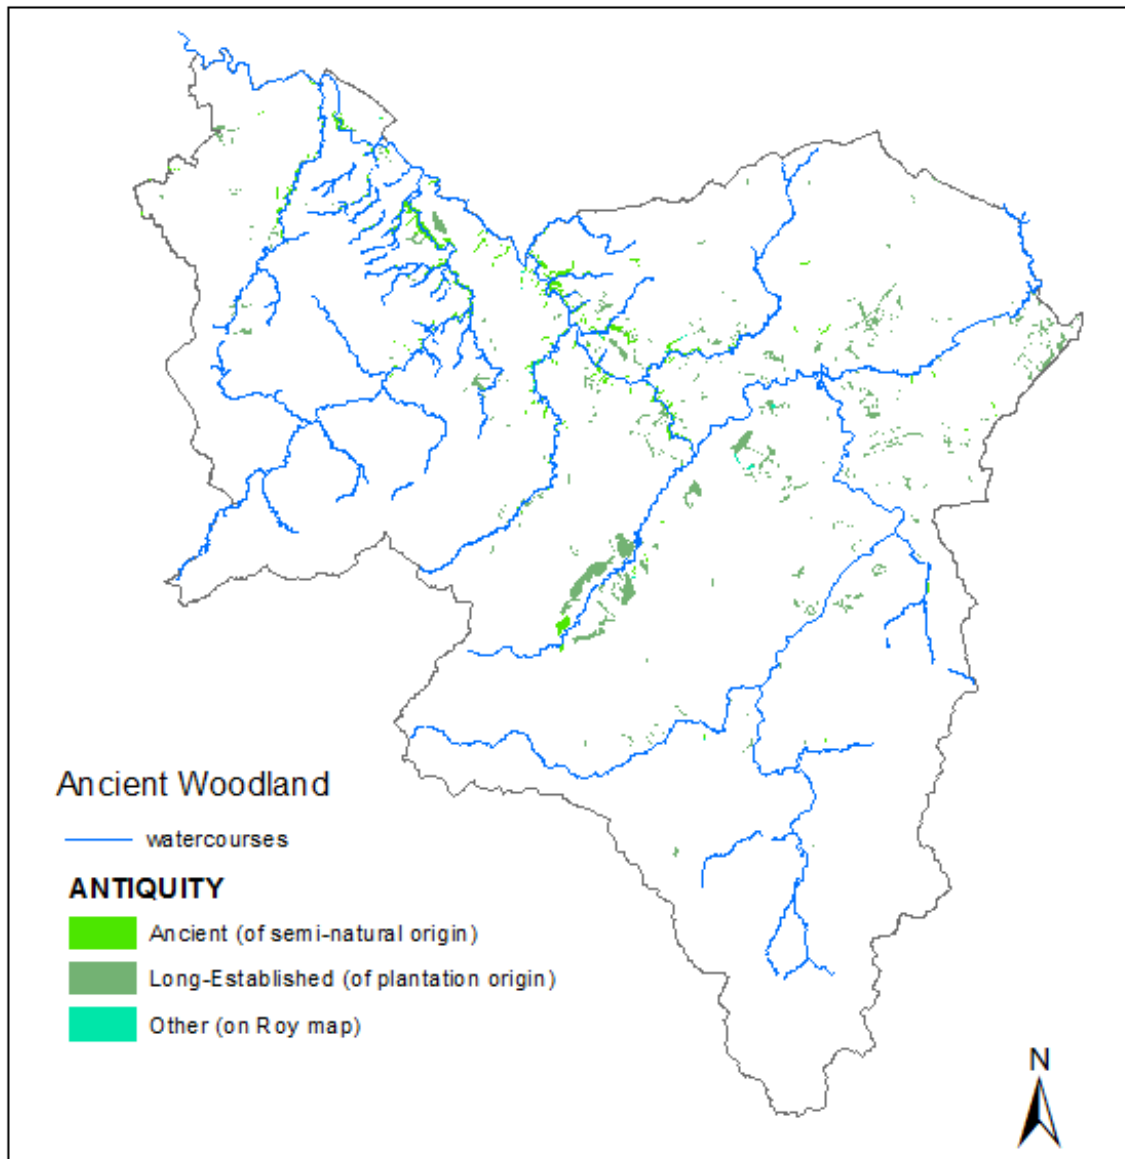 Ancient Woodland
watercourses
ANTIQUITY
Ancient (of semi-natural origin)
Long-Established (of plantation origin)
Other (on Roy map)
N